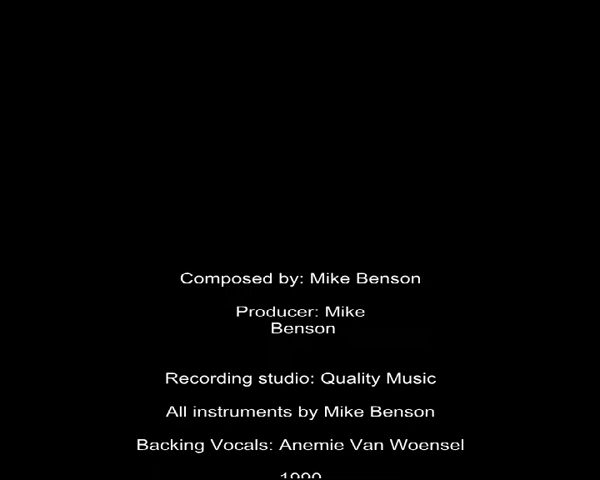 Composed by: Mike Benson
Producer: Mike
Benson
Recording studio: Quality Music
All instruments by Mike Benson
Backing Vocals: Anemie Van Woensel
1990